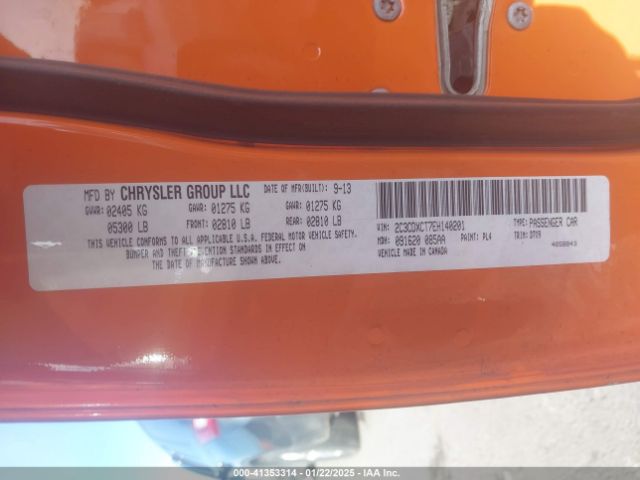 MFD BY CHRYSLER GROUP LLC DATE OF MFR(BUILT): 9-13
GVWR: 02405 KG GAWR: 01275 KG GAWR: 01275 KG
05300 LB FRONT: 02810 LB REAR: 02810 LB
THIS VEHICLE CONFORMS TO ALL APPLICABLE U.S.A. FEDERAL MOTOR VEHICLE SAFETY,
BUMPER AND THEFT PREVENTION STANDARDS IN EFFECT ON
THE DATE OF MANUFACTURE SHOWN ABOVE.
VIN: 2C3CDXCT7EH140201 TYPE: PASSENGER CAR
MDH: 091620 085AA PAINT: PL4 TRIM: DTX9
VEHICLE MADE IN CANADA
00-41353314 - 01/22/2025 - IAA Inc.